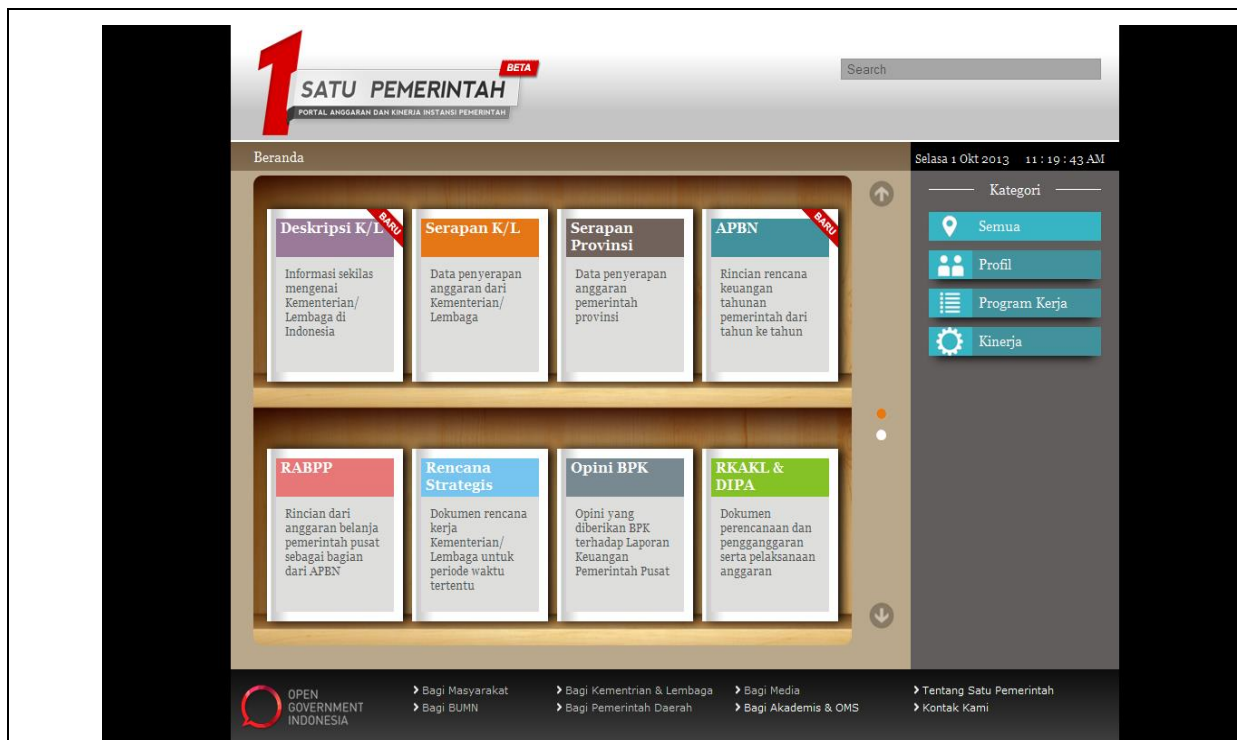 1
BETA
SATU PEMERINTAH
PORTAL ANGGARAN DAN KINERJA INSTANSI PEMERINTAH
Search
Beranda
Selasa 1 Okt 2013 11 : 19 : 43 AM
Deskripsi K/L
BARU
Informasi sekilas
mengenai
Kementerian/
Lembaga di
Indonesia
Serapan K/L
Data penyerapan
anggaran dari
Kementerian/
Lembaga
Serapan
Provinsi
Data penyerapan
anggaran
pemerintah
provinsi
APBN
BARU
Rincian rencana
keuangan
tahunan
pemerintah dari
tahun ke tahun
RABPP
Rincian dari
anggaran belanja
pemerintah pusat
sebagai bagian
dari APBN
Rencana
Strategis
Dokumen rencana
kerja
Kementerian/
Lembaga untuk
periode waktu
tertentu
Opini BPK
Opini yang
diberikan BPK
terhadap Laporan
Keuangan
Pemerintah Pusat
RKAKL &
DIPA
Dokumen
perencanaan dan
penganggaran
serta pelaksanaan
anggaran
Kategori
Semua
Profil
Program Kerja
Kinerja
OPEN
GOVERNMENT
INDONESIA
Bagi Masyarakat
Bagi BUMN
Bagi Kementrian & Lembaga
Bagi Pemerintah Daerah
Bagi Media
Bagi Akademis & OMS
Tentang Satu Pemerintah
Kontak Kami